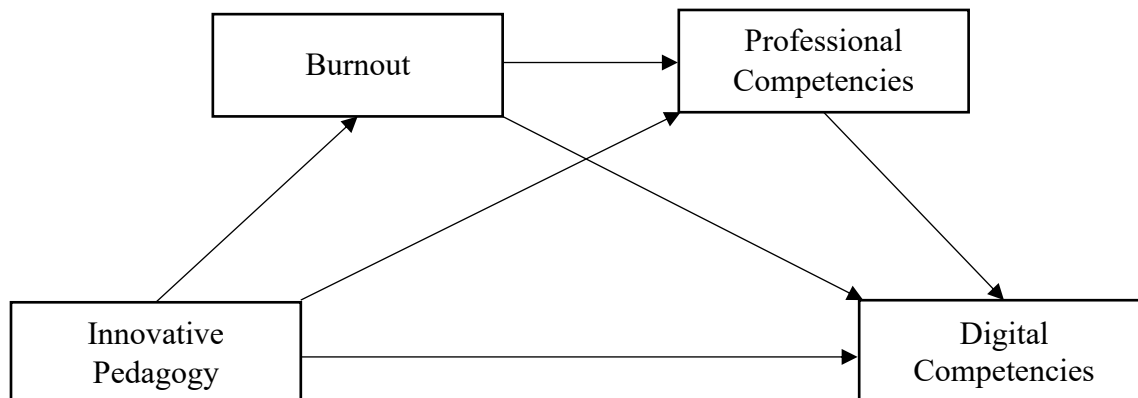 Burnout
Professional
Competencies
Innovative
Pedagogy
Digital
Competencies